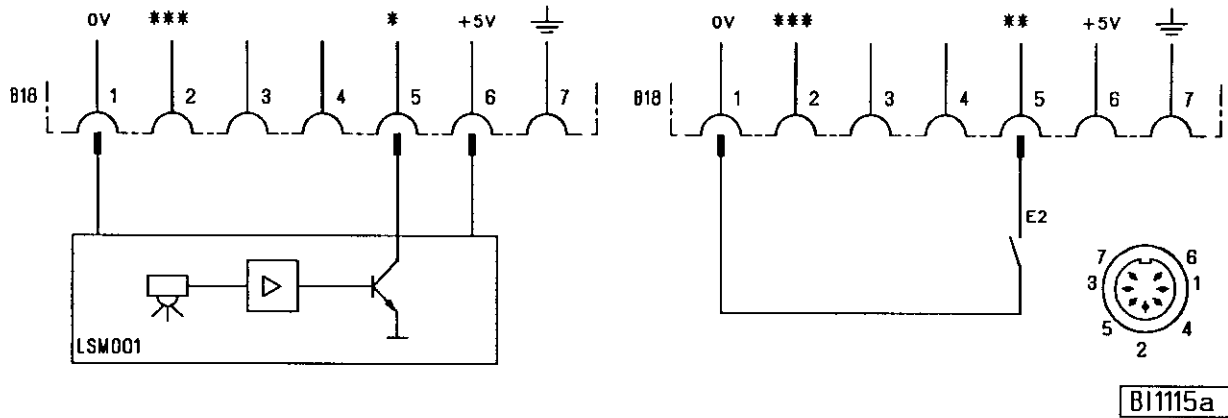 0V *** * +5V
B18 1 2 3 4 5 6 7
LSM001
0V *** ** +5V
B18 1 2 3 4 5 6 7
E2
7 6
3 1
5 4
2
BI1115a